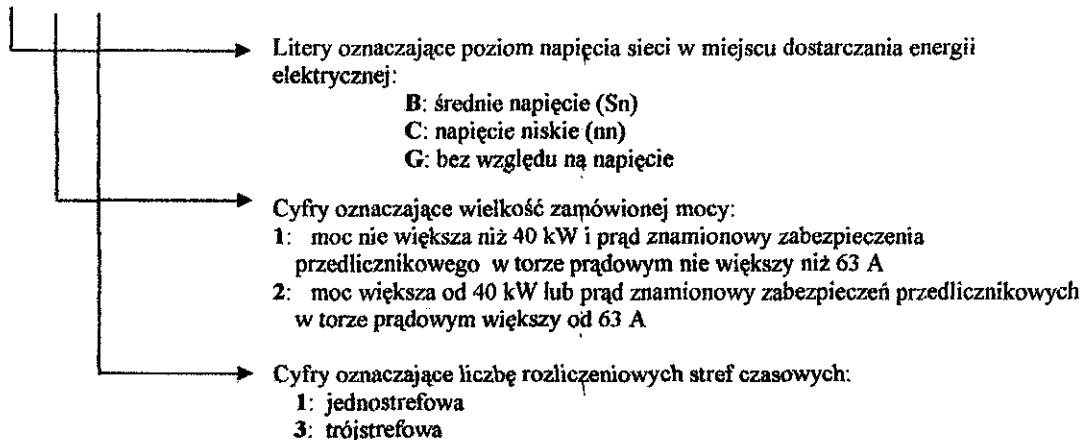 Litery oznaczające poziom napięcia sieci w miejscu dostarczania energii
elektrycznej:
B: średnie napięcie (Sn)
C: napięcie niskie (nn)
G: bez względu na napięcie
Cyfry oznaczające wielkość zamówionej mocy:
1: moc nie większa niż 40 kW i prąd znamionowy zabezpieczenia
przedlicznikowego w torze prądowym nie większy niż 63 A
2: moc większa od 40 kW lub prąd znamionowy zabezpieczeń przedlicznikowych
w torze prądowym większy od 63 A
Cyfry oznaczające liczbę rozliczeniowych stref czasowych:
1: jednostrefowa
3: trójstrefowa